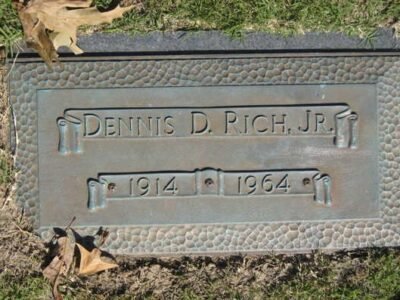 DENNIS D. RICH, JR.
1914 1964